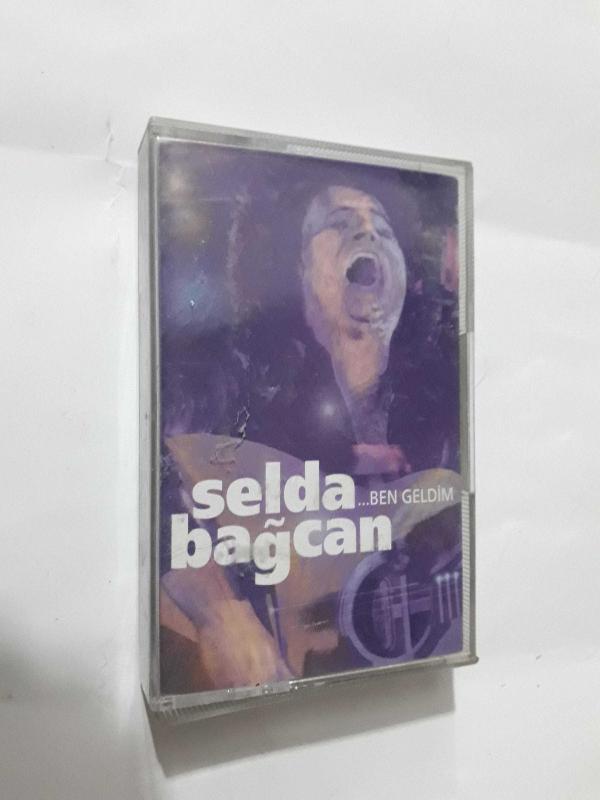 selda
...BEN GELDİM
bağcan